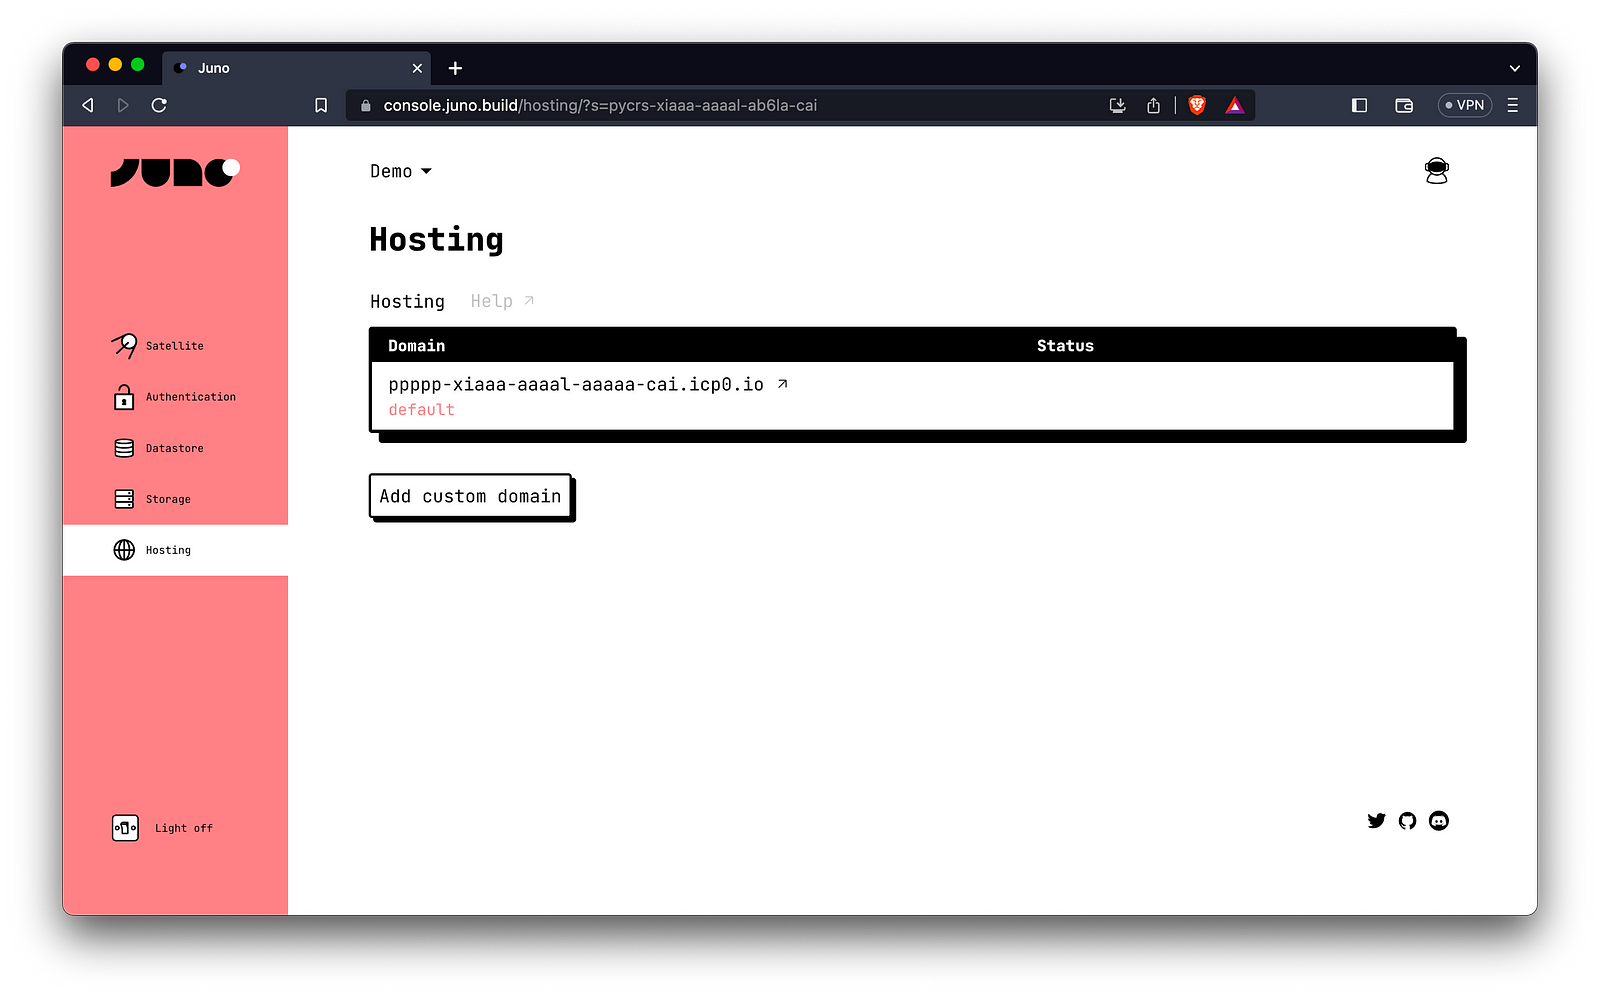 Juno
console.juno.build/hosting/?s=pycrs-xiaaa-aaaal-ab6la-cai
VPN
JUNO
Demo
Hosting
Hosting Help
Domain Status
ppppp-xiaaa-aaaal-aaaaa-cai.icp0.io
default
Add custom domain
Satellite
Authentication
Datastore
Storage
Hosting
Light off